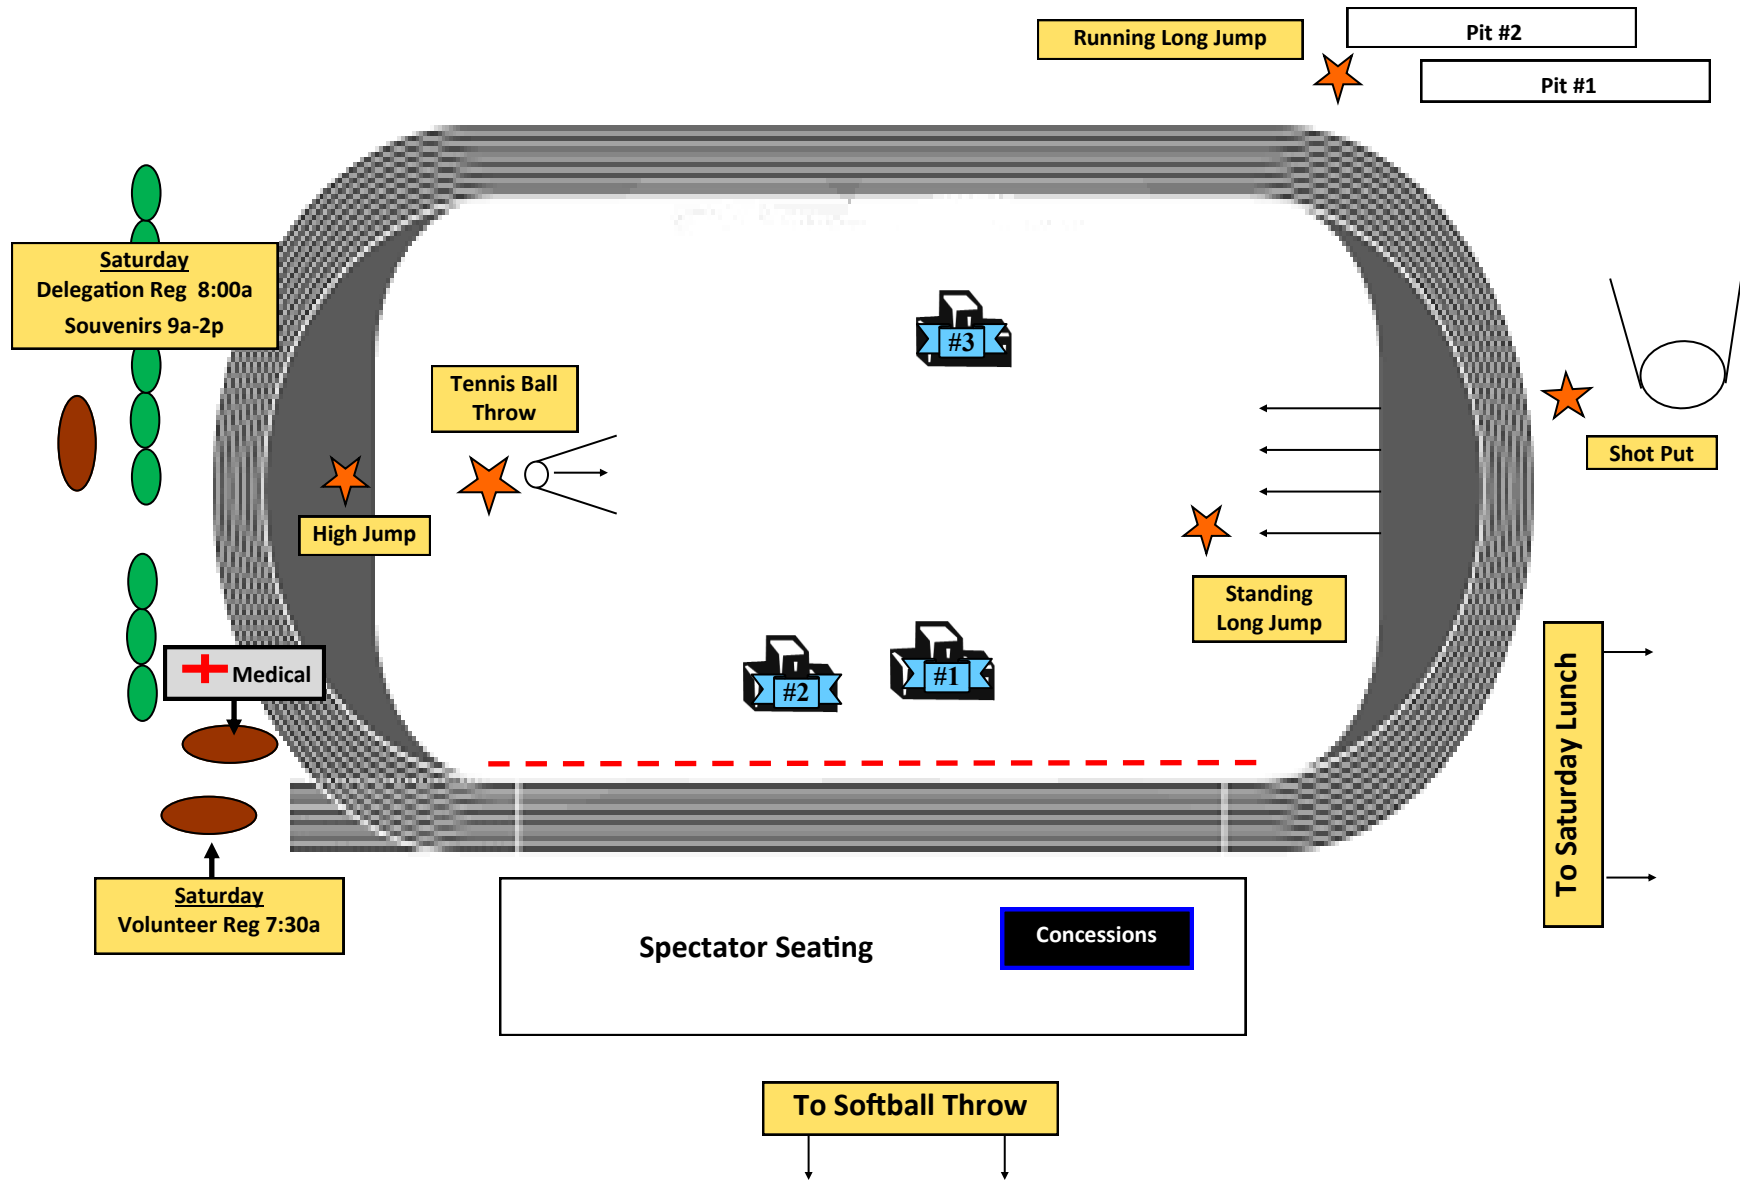 Running Long Jump
Pit #2
Pit #1
Saturday
Delegation Reg 8:00a
Souvenirs 9a-2p
#3
Tennis Ball
Throw
Shot Put
High Jump
Standing
Long Jump
Medical
#2
#1
To Saturday Lunch
Saturday
Volunteer Reg 7:30a
Spectator Seating
Concessions
To Softball Throw